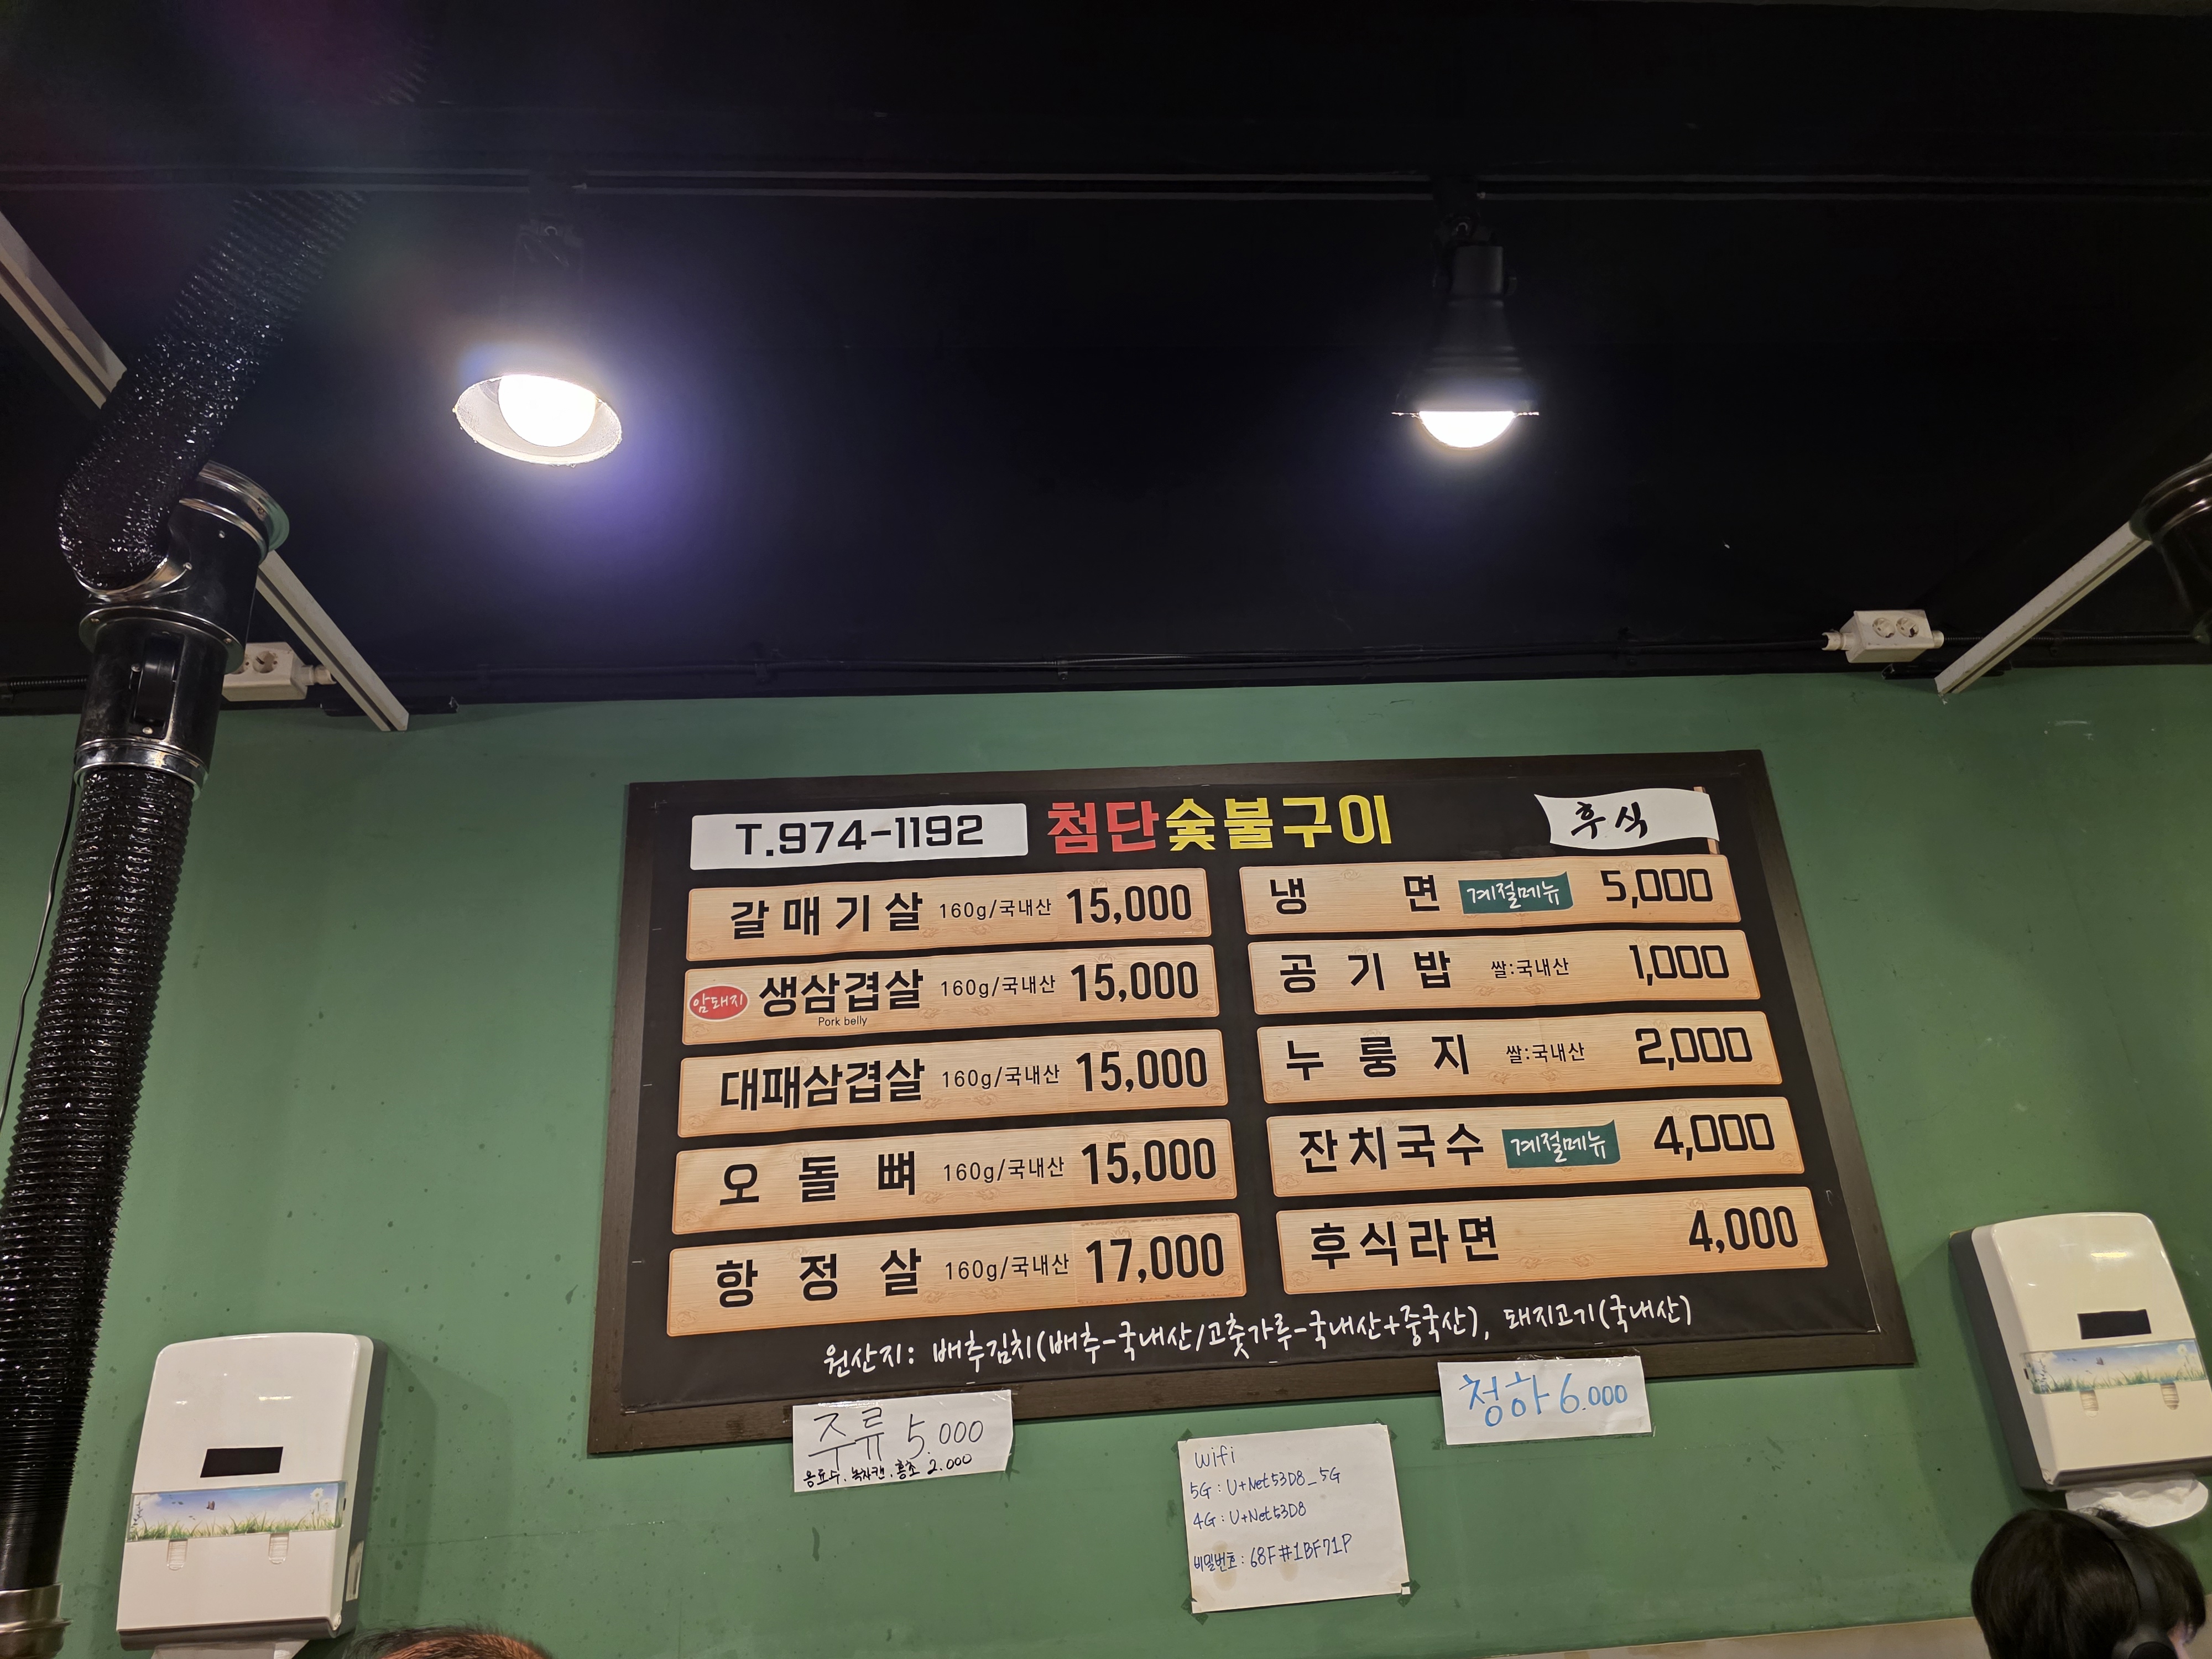 T.974-1192
첨단숯불구이
갈매기살 160g/국내산 15,000
암돼지 생삼겹살 160g/국내산 15,000
Pork belly
대패삼겹살 160g/국내산 15,000
오돌뼈 160g/국내산 15,000
항정살 160g/국내산 17,000
후식
냉면 계절메뉴 5,000
공기밥 쌀:국내산 1,000
누룽지 쌀:국내산 2,000
잔치국수 계절메뉴 4,000
후식라면 4,000
원산지: 배추김치(배추-국내산/고춧가루-국내산+중국산), 돼지고기(국내산)
주류 5.000
음료수. 녹차캔. 홍초 2.000
wifi
5G: U+Net53D8_5G
4G: U+Net53D8
비밀번호: 68F#1BF71P
청하 6.000